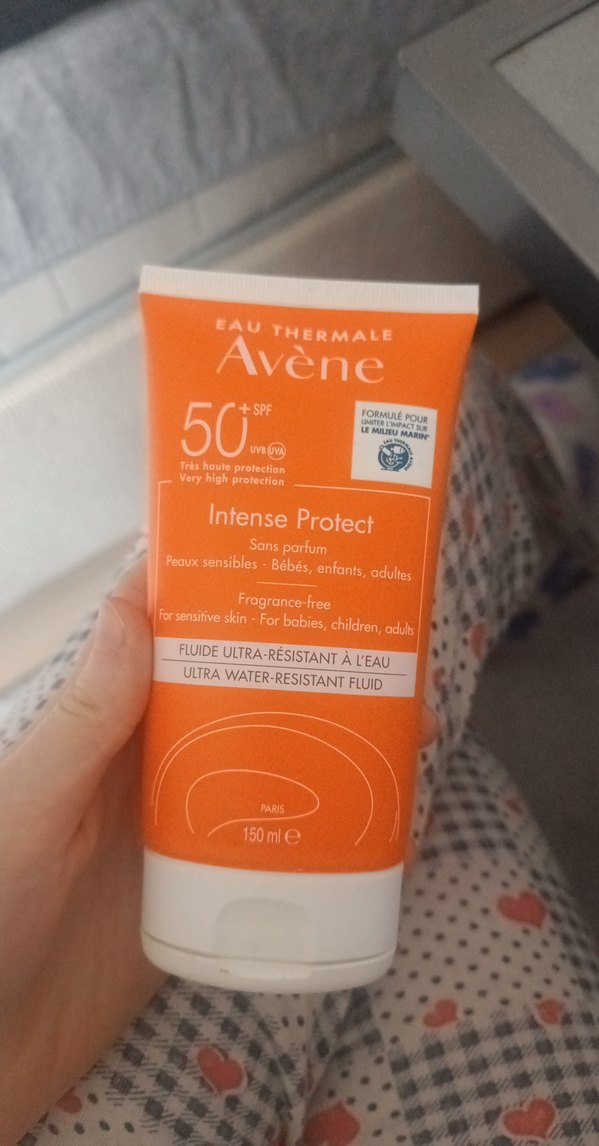 EAU THERMALE
Avène
50+ SPF
UVB UVA
Très haute protection
Very high protection
FORMULÉ POUR
LIMITER L'IMPACT SUR
LE MILIEU MARIN*
EAU THERMALE
Intense Protect
Sans parfum
Peaux sensibles - Bébés, enfants, adultes
Fragrance-free
For sensitive skin - For babies, children, adults
FLUIDE ULTRA-RÉSISTANT À L'EAU
ULTRA WATER-RESISTANT FLUID
PARIS
150 ml e